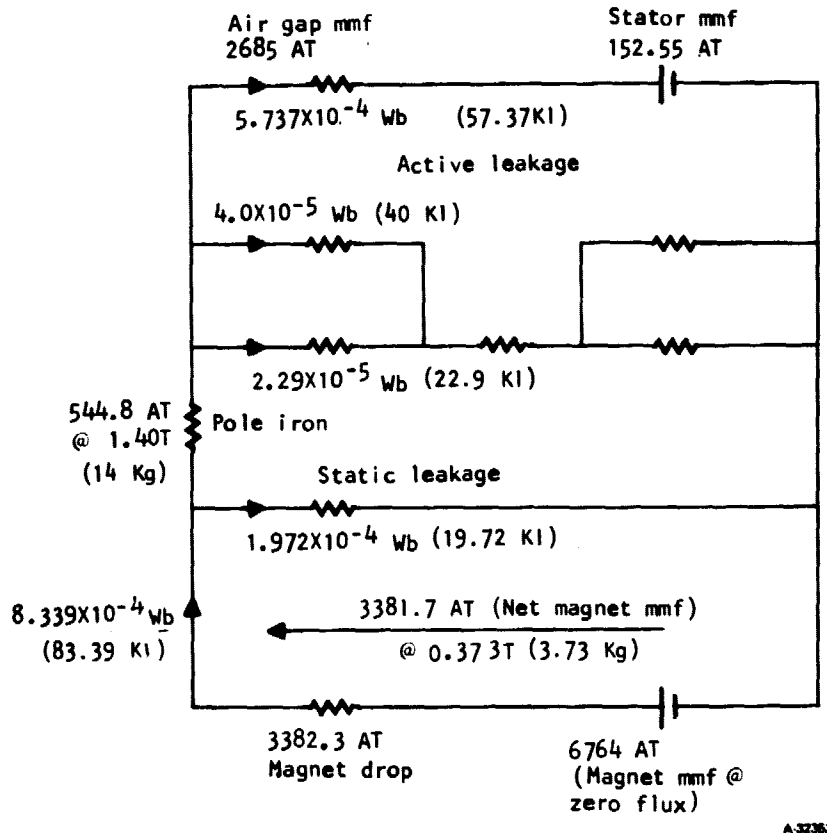 Air gap mmf
2685 AT
Stator mmf
152.55 AT
5.737X10.-4 Wb (57.37Kl)
Active leakage
4.0X10-5 Wb (40 Kl)
2.29X10-5 Wb (22.9 Kl)
544.8 AT
@ 1.40T
(14 Kg)
Pole iron
Static leakage
1.972X10-4 Wb (19.72 Kl)
8.339X10-4 Wb
(83.39 Kl)
3381.7 AT (Net magnet mmf)
@ 0.373T (3.73 Kg)
3382.3 AT
Magnet drop
6764 AT
(Magnet mmf @
zero flux)